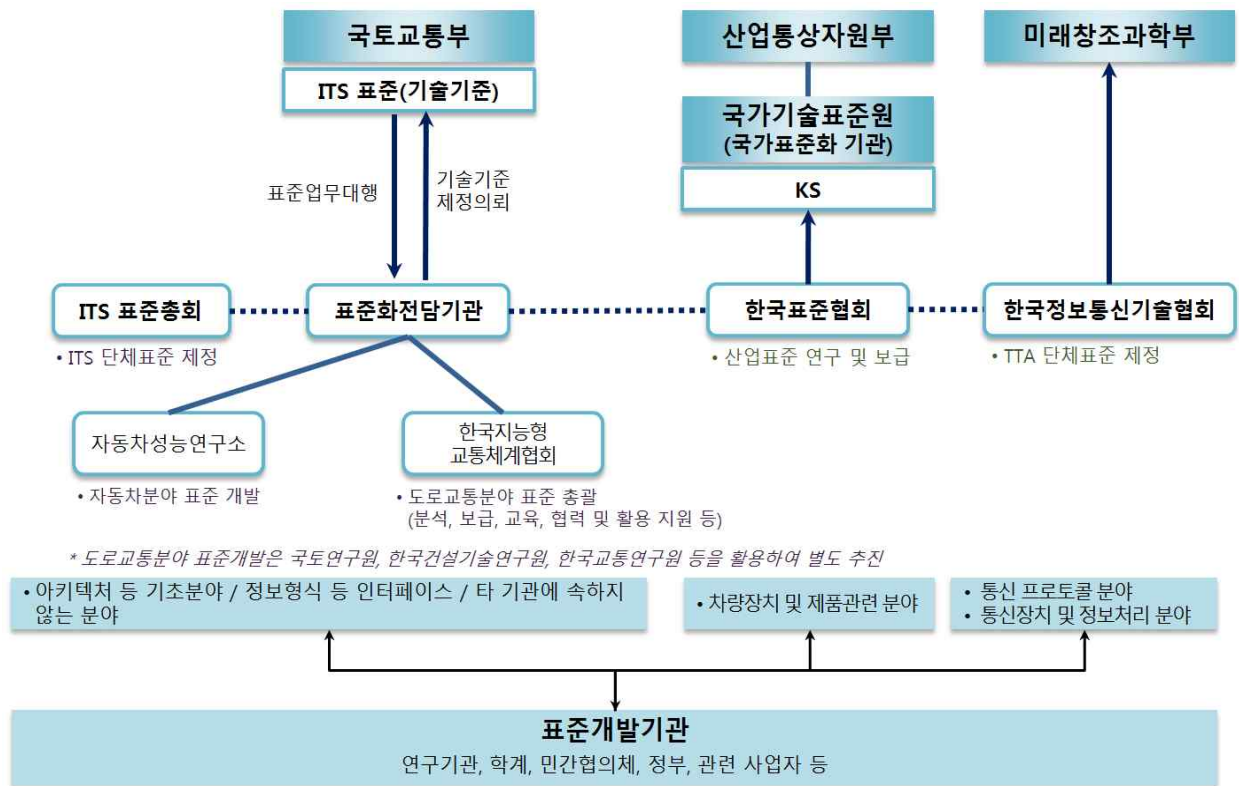 국토교통부
산업통상자원부
미래창조과학부
ITS 표준(기술기준)
국가기술표준원
(국가표준화 기관)
KS
표준업무대행
기술기준
제정의뢰
ITS 표준총회
표준화전담기관
한국표준협회
한국정보통신기술협회
• ITS 단체표준 제정
• 산업표준 연구 및 보급
• TTA 단체표준 제정
자동차성능연구소
한국지능형
교통체계협회
• 자동차분야 표준 개발
• 도로교통분야 표준 총괄
(분석, 보급, 교육, 협력 및 활용 지원 등)
* 도로교통분야 표준개발은 국토연구원, 한국건설기술연구원, 한국교통연구원 등을 활용하여 별도 추진
• 아키텍처 등 기초분야 / 정보형식 등 인터페이스 / 타 기관에 속하지
않는 분야
• 차량장치 및 제품관련 분야
• 통신 프로토콜 분야
• 통신장치 및 정보처리 분야
표준개발기관
연구기관, 학계, 민간협의체, 정부, 관련 사업자 등